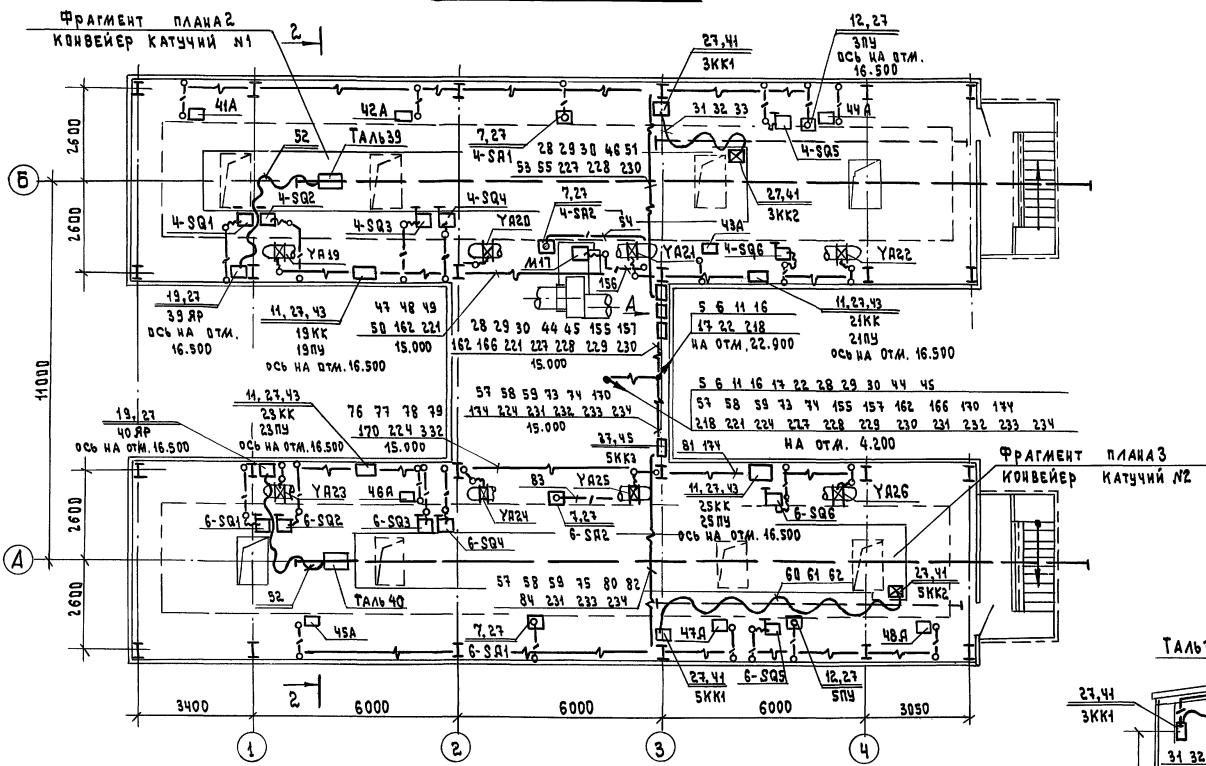 Фрагмент плана 2
конвейер катучий №1
2
27,41
3КК1
12,27
3ПУ
ось на отм.
16.500
41А
42А
31 32 33
44А
52
Таль 39
7,27
4-SA1
28 29 30 46 51
53 55 227 228 230
4-SQ5
27,41
3КК2
Б
2600
2600
4-SQ2
4-SQ1
4-SQ3
4-SQ4
YA20
7,27
4-SA2
54
43А
4-SQ6
YA19
М17
YA21
YA22
156
А
19,27
39 ЯР
ось на отм.
16.500
11,27,43
19КК
19ПУ
ось на отм. 16.500
47 48 49
50 162 221
15.000
28 29 30 44 45 155 157
162 166 221 227 228 229 230
15.000
5 6 11 16
17 22 218
на отм. 22.900
11,27,43
21КК
21ПУ
ось на отм. 16.500
11000
19,27
40 ЯР
ось на отм. 16.500
11,27,43
23КК
23ПУ
ось на отм. 16.500
76 77 78 79
170 224 332
15.000
57 58 59 73 74 170
174 224 231 232 233 234
15.000
5 6 11 16 17 22 28 29 30 44 45
57 58 59 73 74 155 157 162 166 170 174
218 221 224 227 228 229 230 231 232 233 234
на отм. 4.200
37,45
5КК3
81 174
Фрагмент плана 3
конвейер катучий №2
2600
2600
YA23
46А
YA24
83
YA25
7,27
6-SA2
11,27,43
25КК
25ПУ
ось на отм. 16.500
6-SQ6
YA26
6-SQ1
6-SQ2
6-SQ3
6-SQ4
А
52
Таль 40
57 58 59 75 80 82
84 231 233 234
60 61 62
27,41
5КК2
45А
7,27
6-SA1
47А
48А
27,41
5КК1
6-SQ5
12,27
5ПУ
2
3400
6000
6000
6000
3050
1
2
3
4
27,41
3КК1
31 32